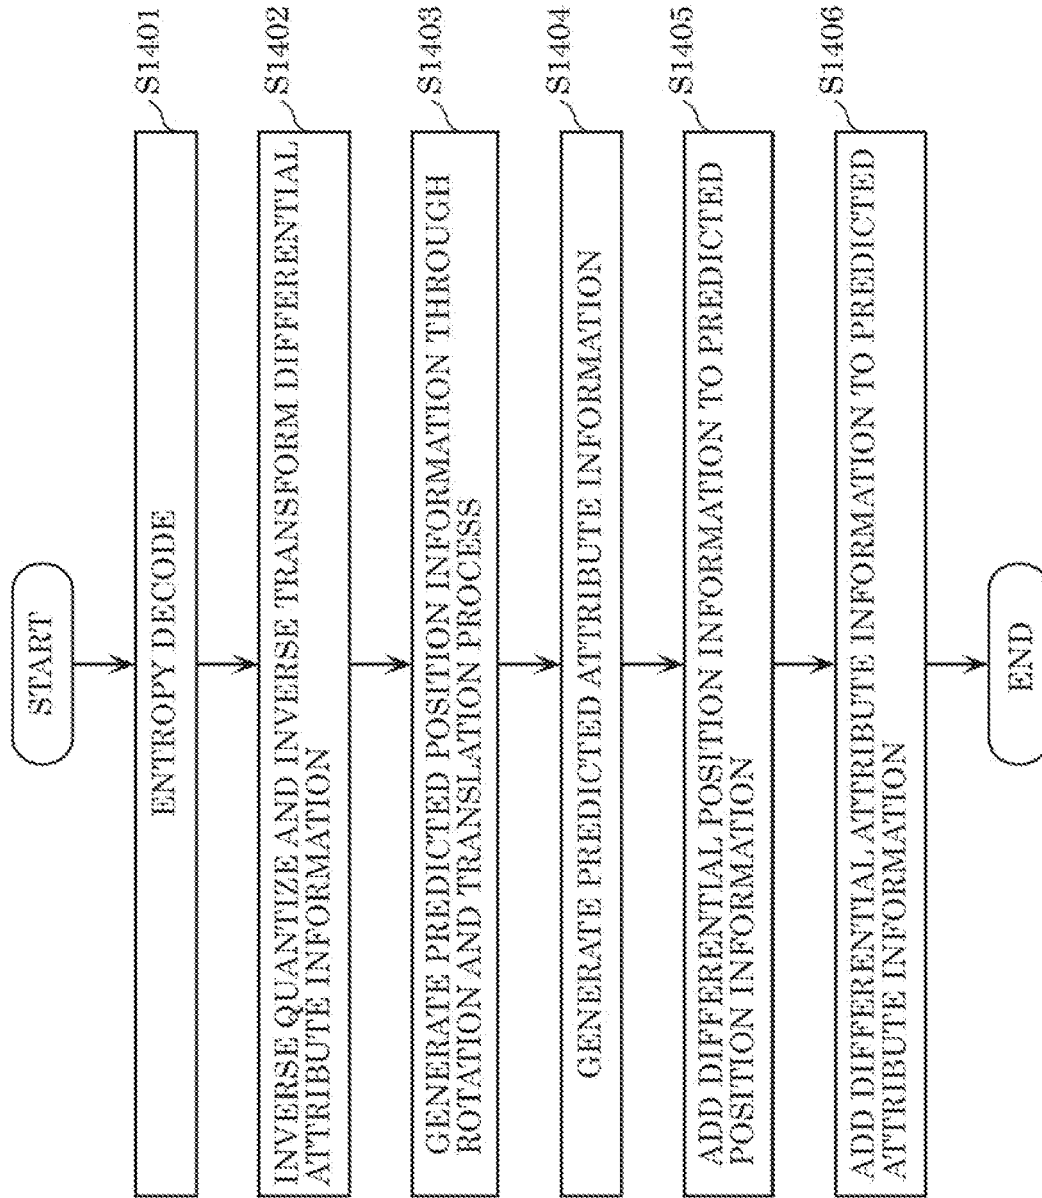 START
S1401
ENTROPY DECODE
S1402
INVERSE QUANTIZE AND INVERSE TRANSFORM DIFFERENTIAL
ATTRIBUTE INFORMATION
S1403
GENERATE PREDICTED POSITION INFORMATION THROUGH
ROTATION AND TRANSLATION PROCESS
S1404
GENERATE PREDICTED ATTRIBUTE INFORMATION
S1405
ADD DIFFERENTIAL POSITION INFORMATION TO PREDICTED
POSITION INFORMATION
S1406
ADD DIFFERENTIAL ATTRIBUTE INFORMATION TO PREDICTED
ATTRIBUTE INFORMATION
END